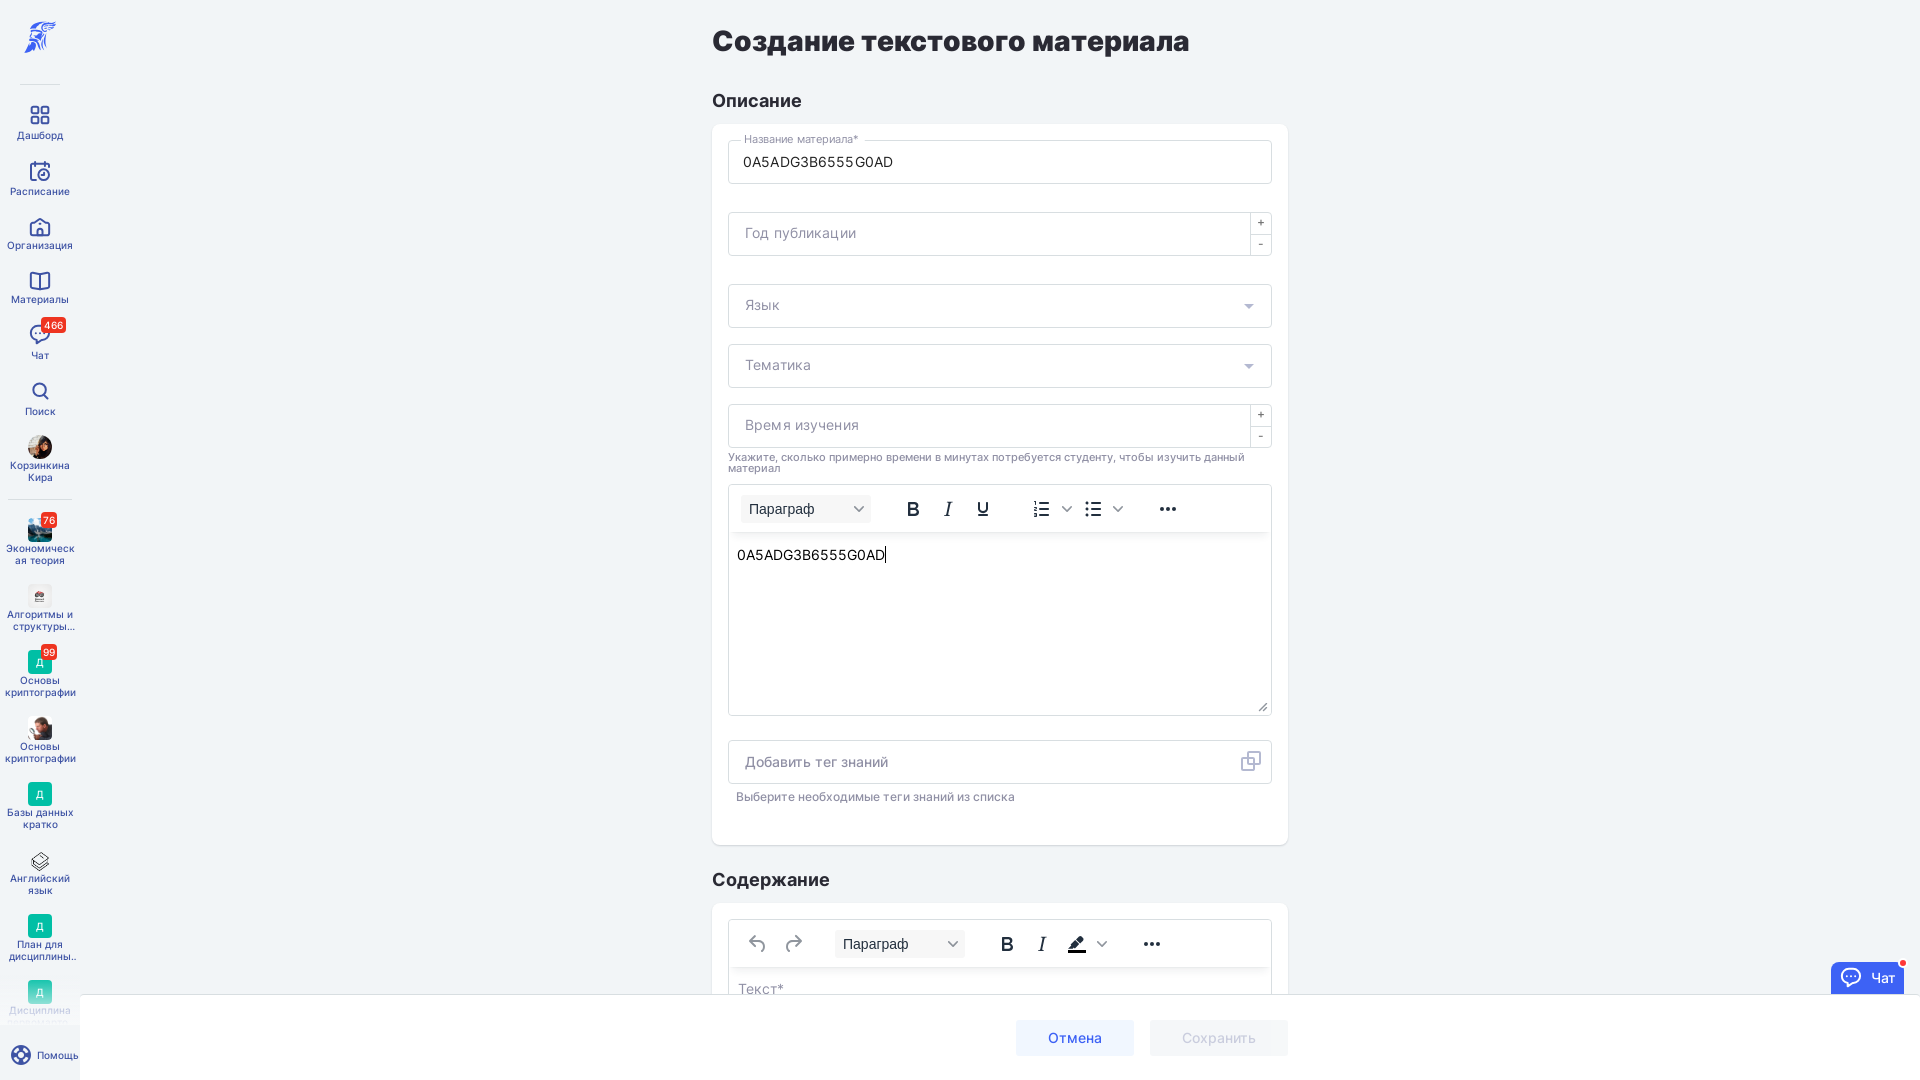 Создание текстового материала
Описание
Название материала*
0A5ADG3B6555G0AD
Год публикации
+
-
Язык
Тематика
Время изучения
+
-
Укажите, сколько примерно времени в минутах потребуется студенту, чтобы изучить данный
материал
Параграф
0A5ADG3B6555G0AD
Добавить тег знаний
Выберите необходимые теги знаний из списка
Содержание
Параграф
Текст*
Отмена
Сохранить
Чат
Дашборд
Расписание
Организация
Материалы
466
Чат
Поиск
Корзинкина
Кира
76
Экономическ
ая теория
Алгоритмы и
структуры...
Д
99
Основы
криптографии
Основы
криптографии
Д
Базы данных
кратко
Английский
язык
Д
План для
дисциплины..
Д
Дисциплина
Помощь